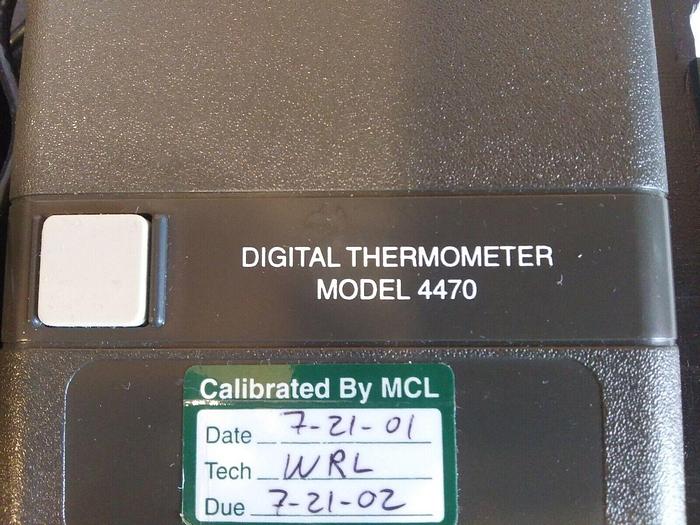 DIGITAL THERMOMETER
MODEL 4470
Calibrated By MCL
Date 7-21-01
Tech WRL
Due 7-21-02